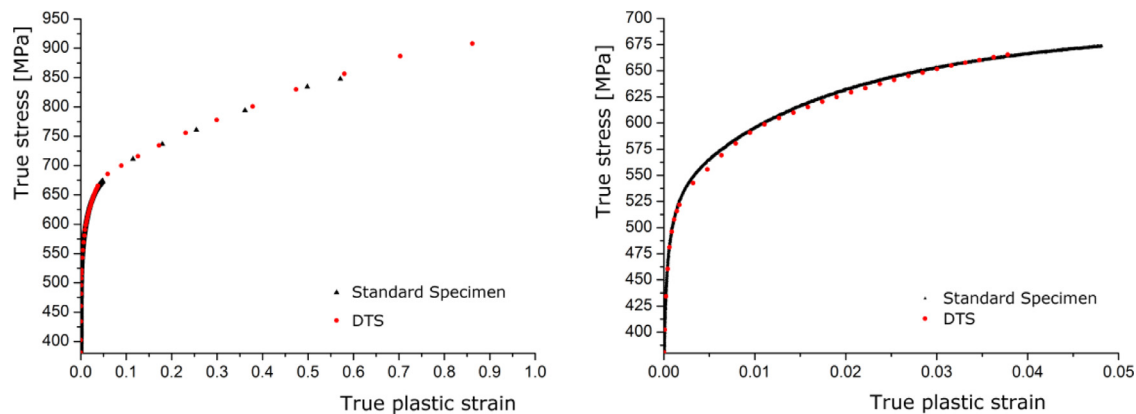 True stress [MPa]
950
900
850
800
750
700
650
600
550
500
450
400
Standard Specimen
DTS
0.0 0.1 0.2 0.3 0.4 0.5 0.6 0.7 0.8 0.9 1.0
True plastic strain
True stress [MPa]
700
675
650
625
600
575
550
525
500
475
450
425
400
Standard Specimen
DTS
0.00 0.01 0.02 0.03 0.04 0.05
True plastic strain